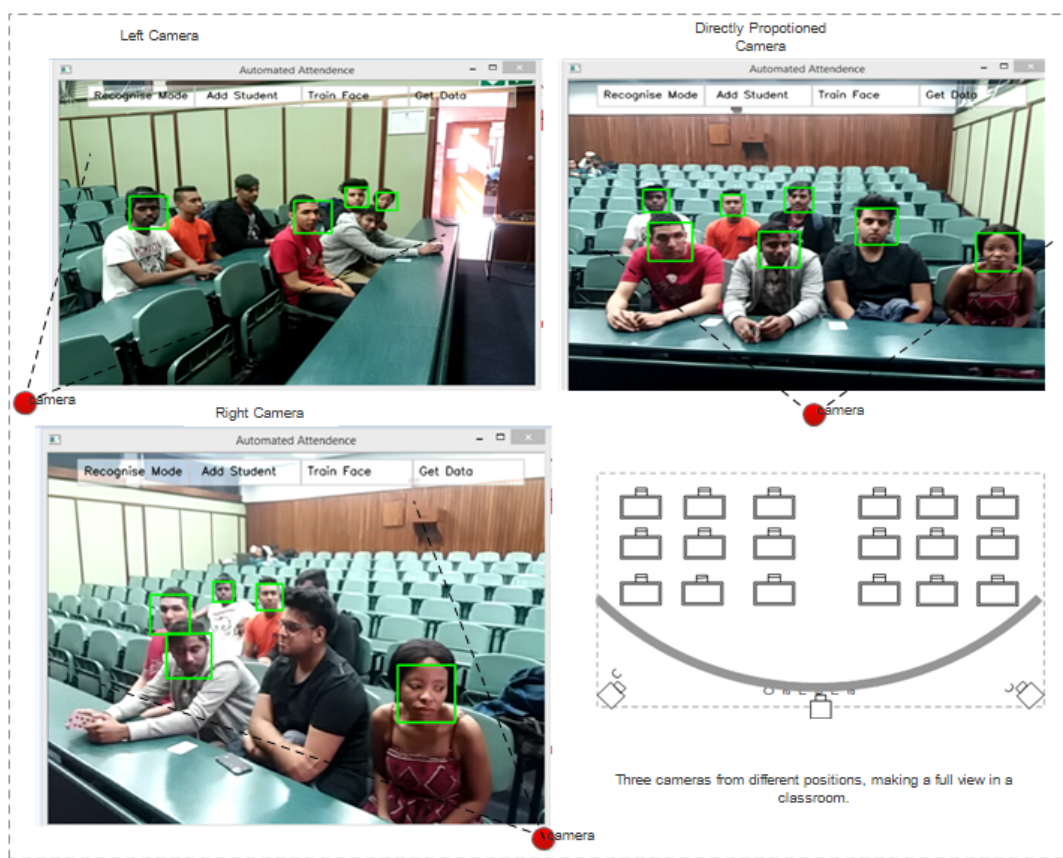 Left Camera
Directly Propotioned
Camera
Automated Attendence
Recognise Mode Add Student Train Face Get Data
Automated Attendence
Recognise Mode Add Student Train Face Get Data
camera
camera
Right Camera
Automated Attendence
Recognise Mode Add Student Train Face Get Data
camera
Three cameras from different positions, making a full view in a
classroom.